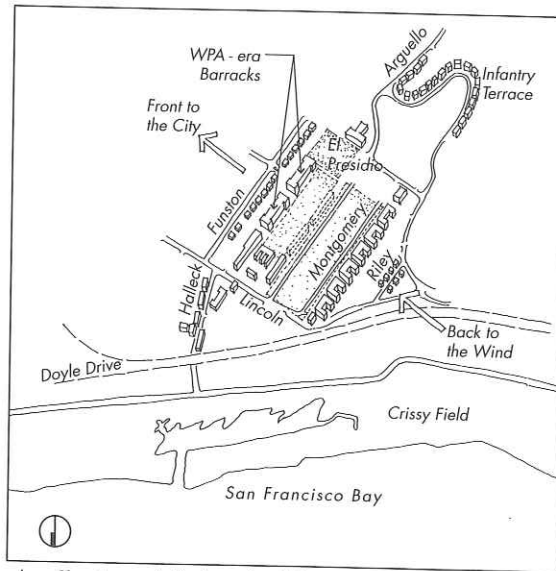 WPA - era
Barracks
Arguello
Infantry
Terrace
Front to
the City
El
Presidio
Funston
Montgomery
Riley
Halleck
Lincoln
Back to
the Wind
Doyle Drive
Crissy Field
San Francisco Bay